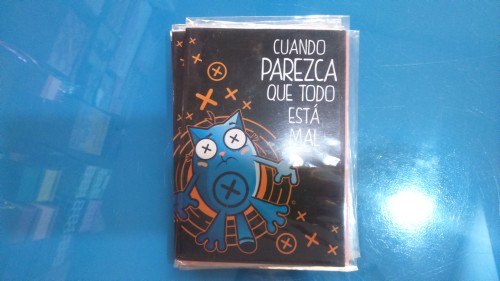 CUANDO
PAREZCA
QUE TODO
ESTÁ
MAL